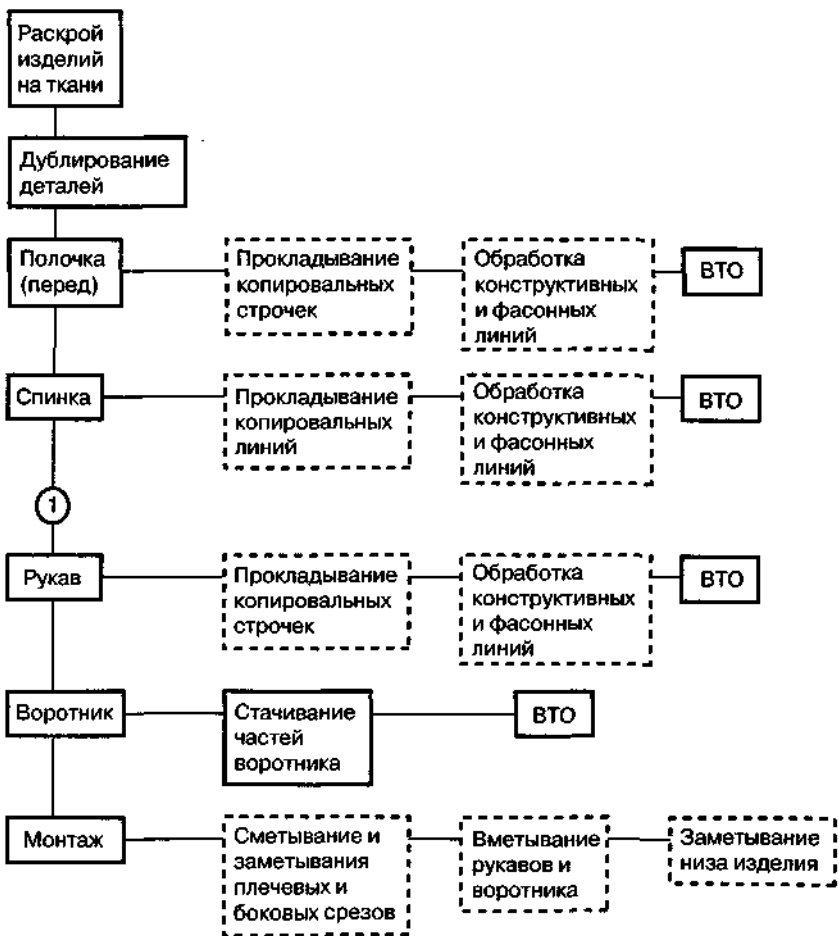 Раскрой
изделий
на ткани
Дублирование
деталей
Полочка
(перед)
Прокладывание
копировальных
строчек
Обработка
конструктивных
и фасонных
линий
ВТО
Спинка
Прокладывание
копировальных
линий
Обработка
конструктивных
и фасонных
линий
ВТО
1
Рукав
Прокладывание
копировальных
строчек
Обработка
конструктивных
и фасонных
линий
ВТО
Воротник
Стачивание
частей
воротника
ВТО
Монтаж
Сметывание и
заметывания
плечевых и
боковых срезов
Вметывание
рукавов и
воротника
Заметывание
низа изделия